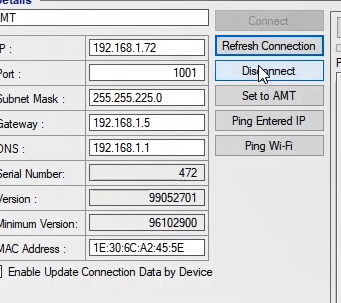 Details
MT
Connect
IP : 192.168.1.72
Refresh Connection
Port : 1001
Disconnect
Subnet Mask : 255.255.225.0
Set to AMT
Gateway : 192.168.1.5
Ping Entered IP
DNS : 192.168.1.1
Ping Wi-Fi
Serial Number: 472
Version : 99052701
Minimum Version: 96102900
MAC Address : 1E:30:6C:A2:45:5E
Enable Update Connection Data by Device